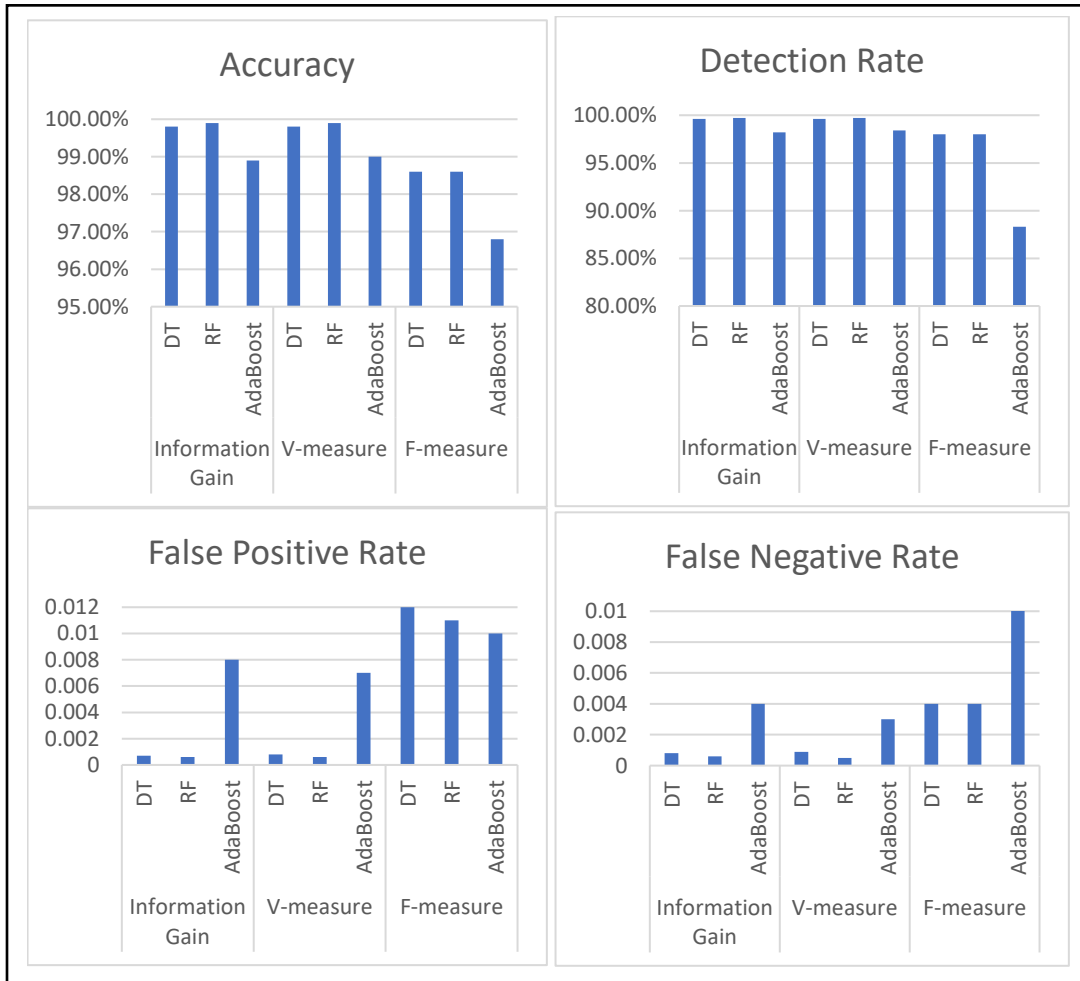 Accuracy
100.00%
99.00%
98.00%
97.00%
96.00%
95.00%
DT
RF
AdaBoost
DT
RF
AdaBoost
DT
RF
AdaBoost
Information
Gain
V-measure
F-measure
Detection Rate
100.00%
95.00%
90.00%
85.00%
80.00%
DT
RF
AdaBoost
DT
RF
AdaBoost
DT
RF
AdaBoost
Information
Gain
V-measure
F-measure
False Positive Rate
0.012
0.01
0.008
0.006
0.004
0.002
0
DT
RF
AdaBoost
DT
RF
AdaBoost
DT
RF
AdaBoost
Information
Gain
V-measure
F-measure
False Negative Rate
0.01
0.008
0.006
0.004
0.002
0
DT
RF
AdaBoost
DT
RF
AdaBoost
DT
RF
AdaBoost
Information
Gain
V-measure
F-measure